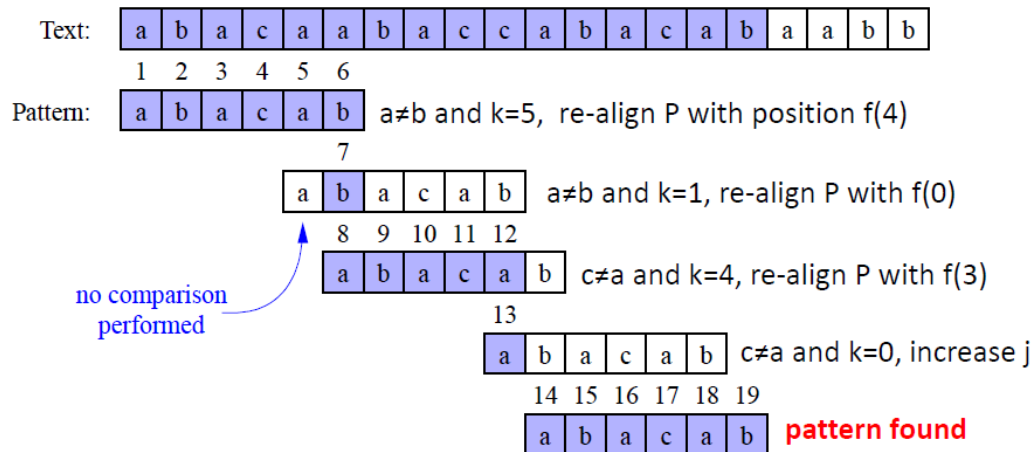 Text: a b a c a a b a c c a b a c a b a a b b
1 2 3 4 5 6
Pattern: a b a c a b a≠b and k=5, re-align P with position f(4)
7
a b a c a b a≠b and k=1, re-align P with f(0)
8 9 10 11 12
a b a c a b c≠a and k=4, re-align P with f(3)
no comparison
performed
13
a b a c a b c≠a and k=0, increase j
14 15 16 17 18 19
a b a c a b pattern found